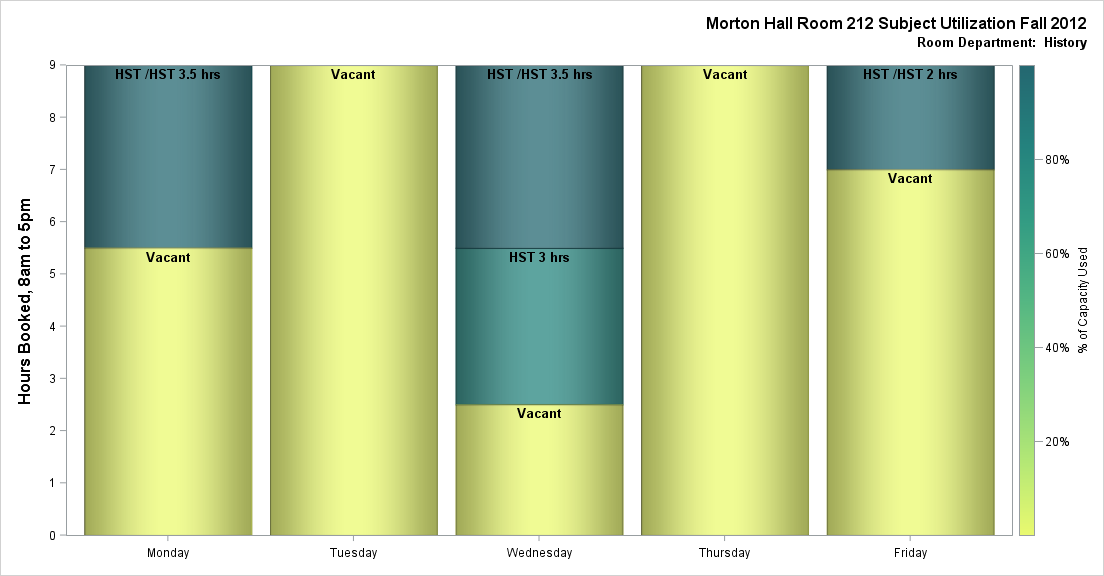 Morton Hall Room 212 Subject Utilization Fall 2012
Room Department: History
Hours Booked, 8am to 5pm
9
8
7
6
5
4
3
2
1
0
HST /HST 3.5 hrs
Vacant
Vacant
HST /HST 3.5 hrs
HST 3 hrs
Vacant
Vacant
HST /HST 2 hrs
Vacant
Monday
Tuesday
Wednesday
Thursday
Friday
80%
60%
40%
20%
% of Capacity Used